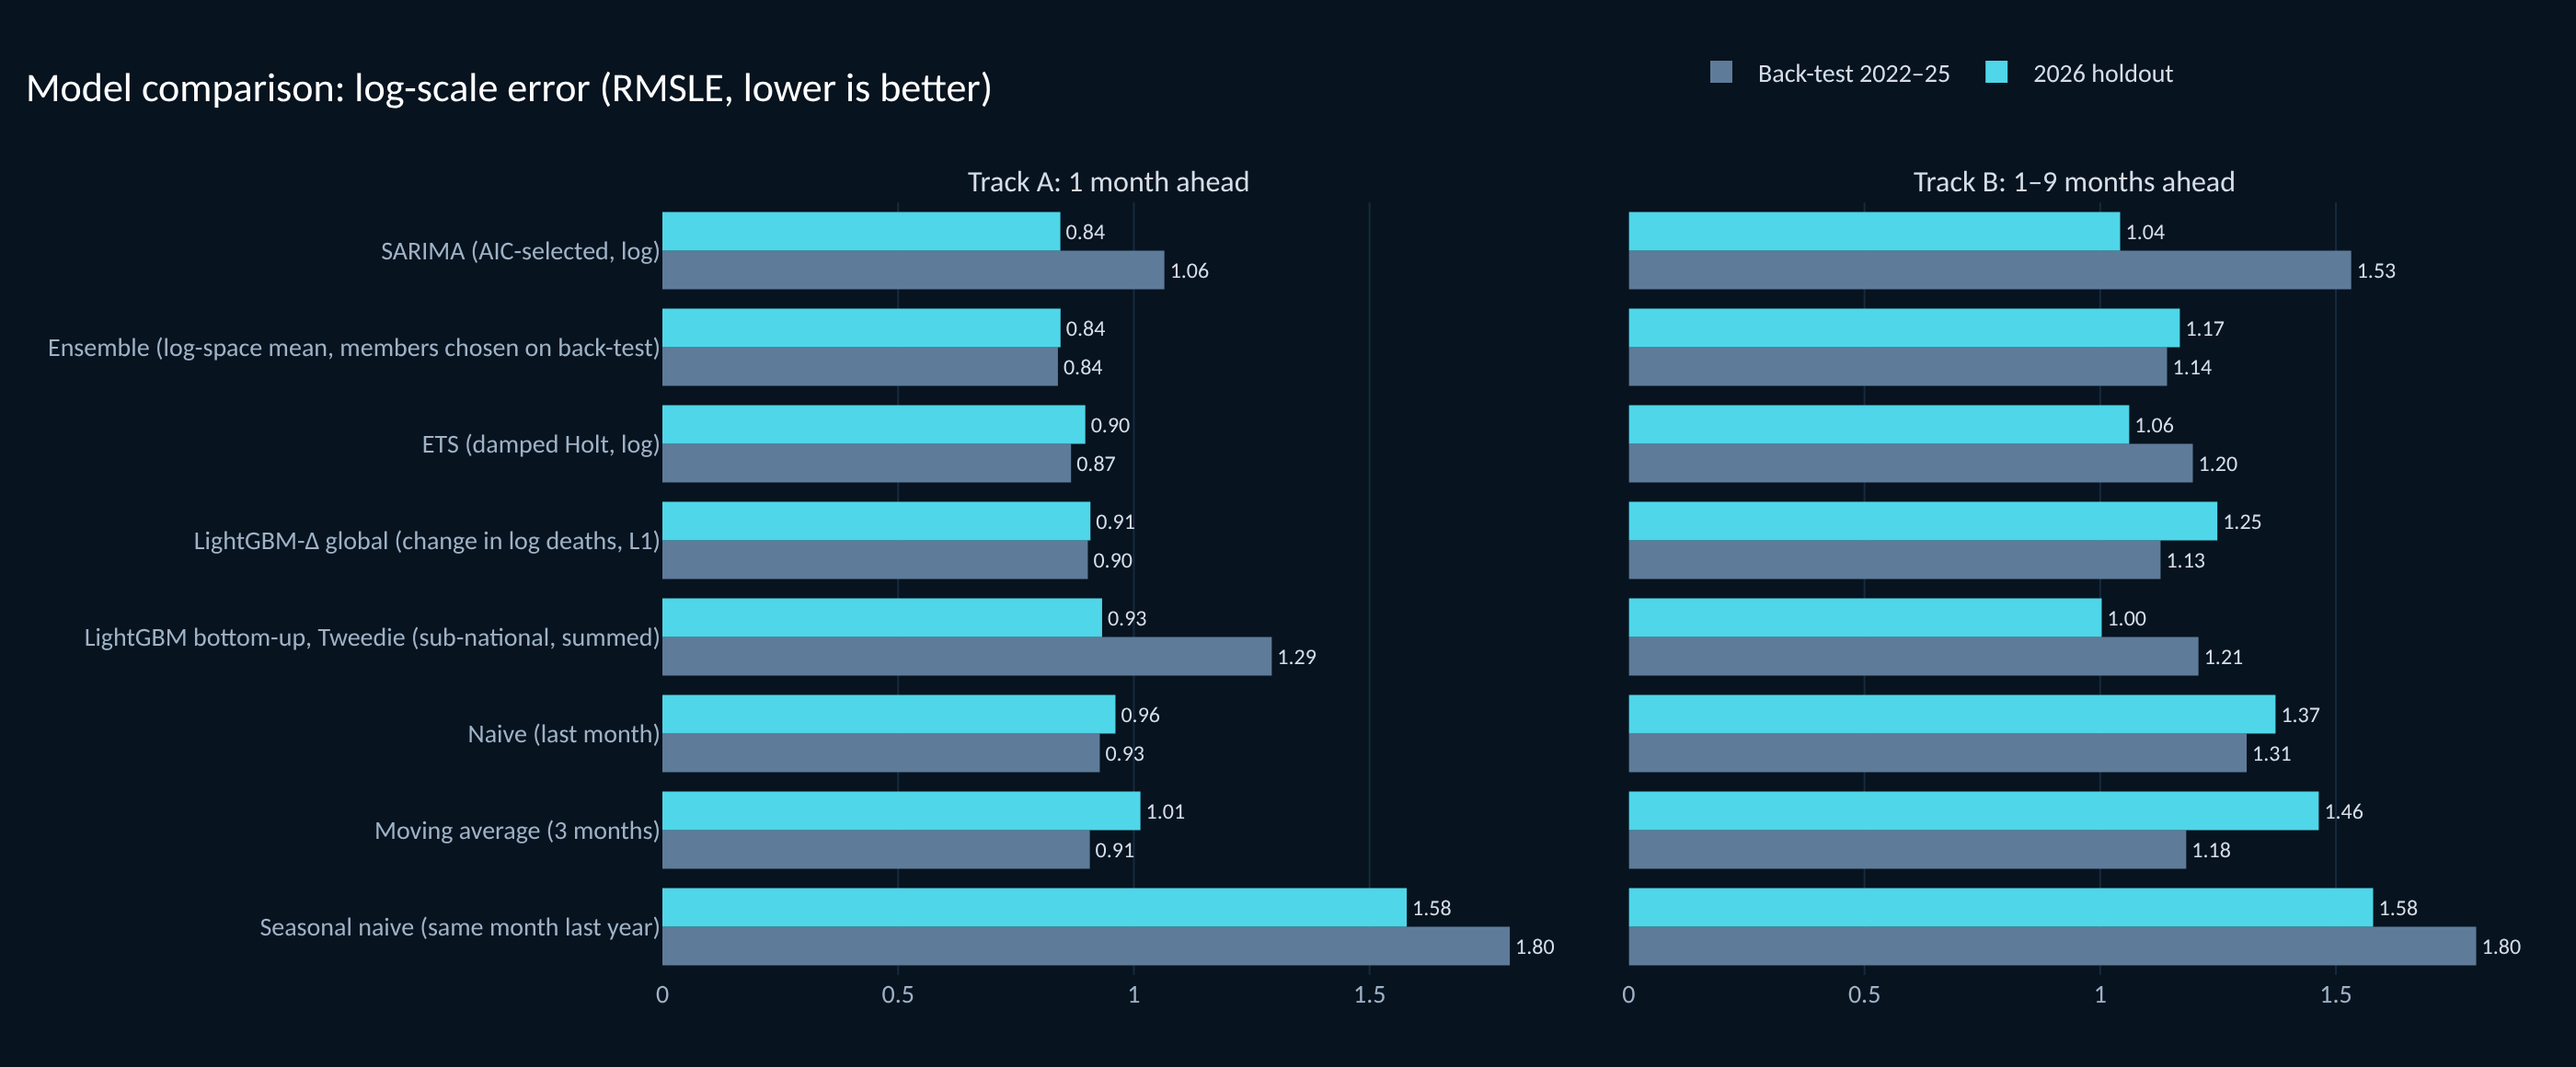 Model comparison: log-scale error (RMSLE, lower is better)
Back-test 2022–25
2026 holdout
Track A: 1 month ahead
Track B: 1–9 months ahead
SARIMA (AIC-selected, log)
0.84
1.06
1.04
1.53
Ensemble (log-space mean, members chosen on back-test)
0.84
0.84
1.17
1.14
ETS (damped Holt, log)
0.90
0.87
1.06
1.20
LightGBM-Δ global (change in log deaths, L1)
0.91
0.90
1.25
1.13
LightGBM bottom-up, Tweedie (sub-national, summed)
0.93
1.29
1.00
1.21
Naive (last month)
0.96
0.93
1.37
1.31
Moving average (3 months)
1.01
0.91
1.46
1.18
Seasonal naive (same month last year)
1.58
1.80
1.58
1.80
0 0.5 1 1.5
0 0.5 1 1.5